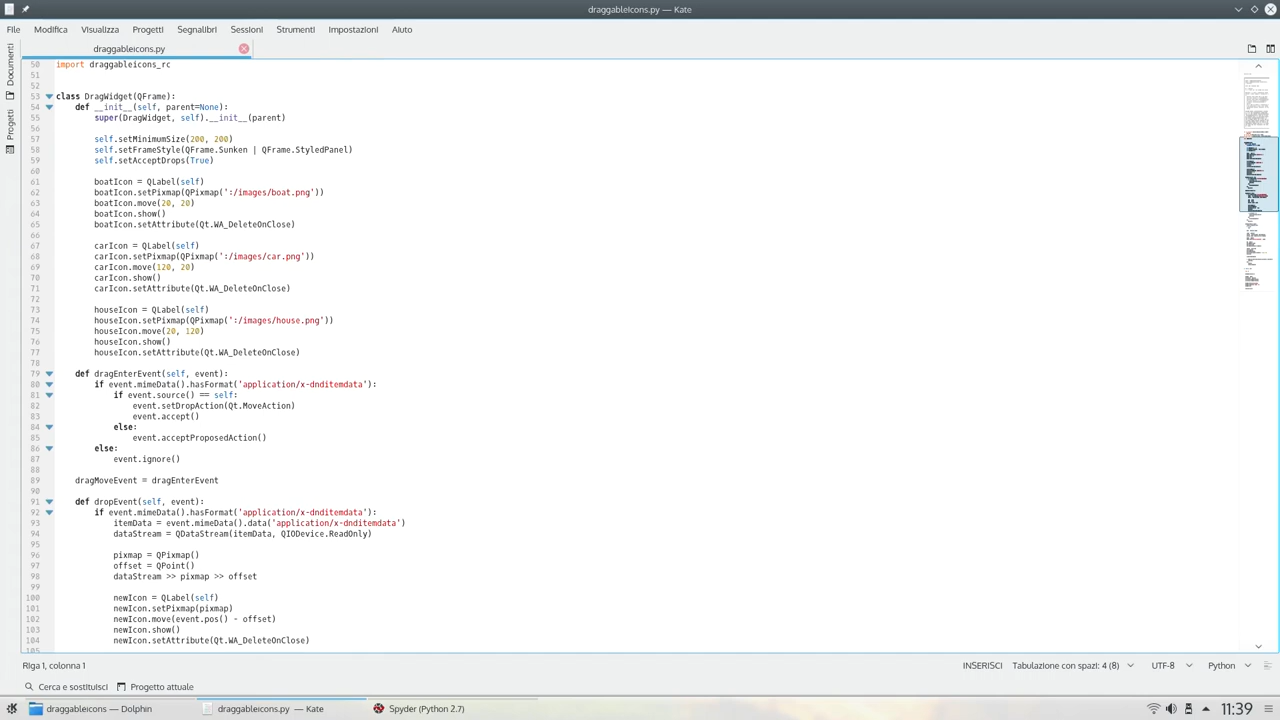 draggableicons.py — Kate
File Modifica Visualizza Progetti Segnalibri Sessioni Strumenti Impostazioni Aiuto
draggableicons.py
Documenti
Progetti
50 import draggableicons_rc
51
52
53 class DragWidget(QFrame):
54 def __init__(self, parent=None):
55 super(DragWidget, self).__init__(parent)
56
57 self.setMinimumSize(200, 200)
58 self.setFrameStyle(QFrame.Sunken | QFrame.StyledPanel)
59 self.setAcceptDrops(True)
60
61 boatIcon = QLabel(self)
62 boatIcon.setPixmap(QPixmap(':/images/boat.png'))
63 boatIcon.move(20, 20)
64 boatIcon.show()
65 boatIcon.setAttribute(Qt.WA_DeleteOnClose)
66
67 carIcon = QLabel(self)
68 carIcon.setPixmap(QPixmap(':/images/car.png'))
69 carIcon.move(120, 20)
70 carIcon.show()
71 carIcon.setAttribute(Qt.WA_DeleteOnClose)
72
73 houseIcon = QLabel(self)
74 houseIcon.setPixmap(QPixmap(':/images/house.png'))
75 houseIcon.move(20, 120)
76 houseIcon.show()
77 houseIcon.setAttribute(Qt.WA_DeleteOnClose)
78
79 def dragEnterEvent(self, event):
80 if event.mimeData().hasFormat('application/x-dnditemdata'):
81 if event.source() == self:
82 event.setDropAction(Qt.MoveAction)
83 event.accept()
84 else:
85 event.acceptProposedAction()
86 else:
87 event.ignore()
88
89 dragMoveEvent = dragEnterEvent
90
91 def dropEvent(self, event):
92 if event.mimeData().hasFormat('application/x-dnditemdata'):
93 itemData = event.mimeData().data('application/x-dnditemdata')
94 dataStream = QDataStream(itemData, QIODevice.ReadOnly)
95
96 pixmap = QPixmap()
97 offset = QPoint()
98 dataStream >> pixmap >> offset
99
100 newIcon = QLabel(self)
101 newIcon.setPixmap(pixmap)
102 newIcon.move(event.pos() - offset)
103 newIcon.show()
104 newIcon.setAttribute(Qt.WA_DeleteOnClose)
105
Riga 1, colonna 1 INSERISCI Tabulazione con spazi: 4 (8) UTF-8 Python
Cerca e sostituisci Progetto attuale
draggableicons — Dolphin draggableicons.py — Kate Spyder (Python 2.7) 11:39